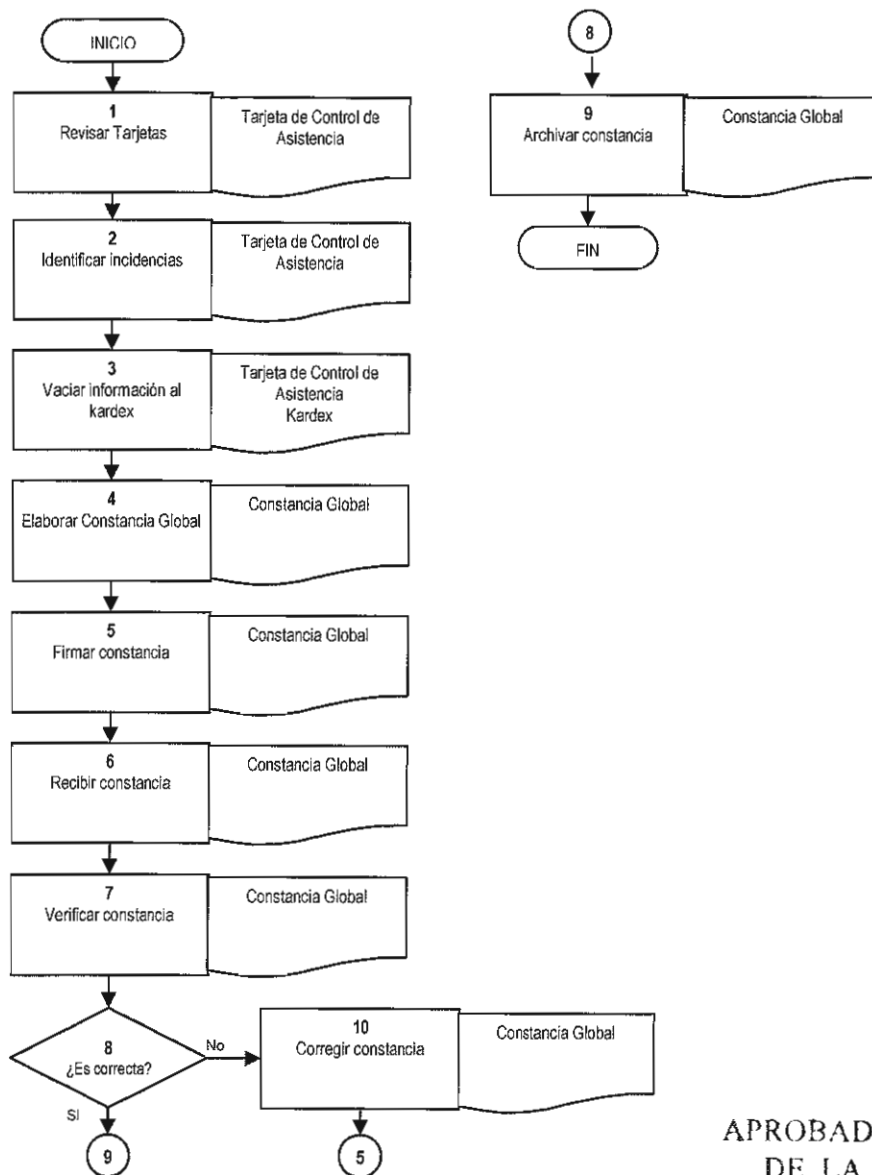 INICIO
1
Revisar Tarjetas
Tarjeta de Control de
Asistencia
2
Identificar incidencias
Tarjeta de Control de
Asistencia
3
Vaciar información al
kardex
Tarjeta de Control de
Asistencia
Kardex
4
Elaborar Constancia Global
Constancia Global
5
Firmar constancia
Constancia Global
6
Recibir constancia
Constancia Global
7
Verificar constancia
Constancia Global
8
¿Es correcta?
No
SI
9
10
Corregir constancia
Constancia Global
5
8
9
Archivar constancia
Constancia Global
FIN
APROBAD
DE LA